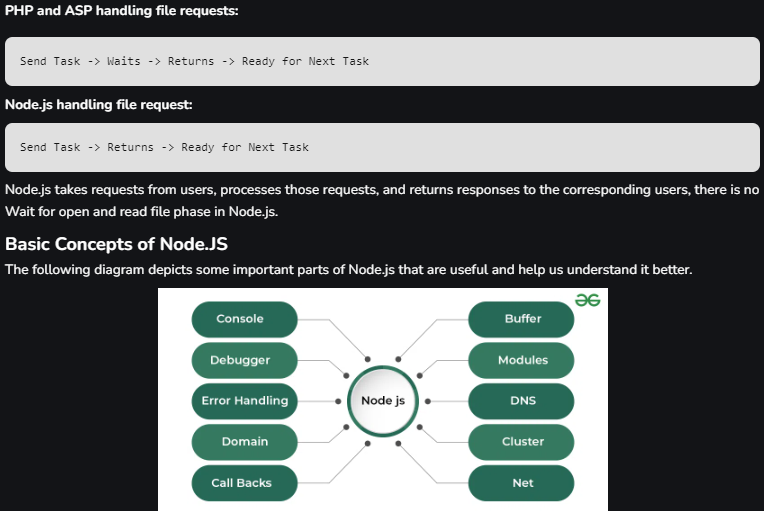 PHP and ASP handling file requests:
Send Task -> Waits -> Returns -> Ready for Next Task
Node.js handling file request:
Send Task -> Returns -> Ready for Next Task
Node.js takes requests from users, processes those requests, and returns responses to the corresponding users, there is no
Wait for open and read file phase in Node.js.
Basic Concepts of Node.JS
The following diagram depicts some important parts of Node.js that are useful and help us understand it better.
Console
Debugger
Error Handling
Domain
Call Backs
Node js
Buffer
Modules
DNS
Cluster
Net